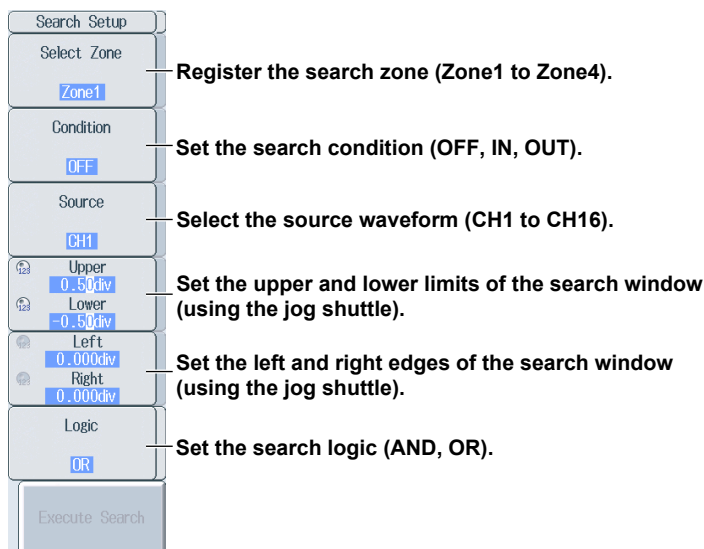 Search Setup
Select Zone
Zone1
Register the search zone (Zone1 to Zone4).
Condition
OFF
Set the search condition (OFF, IN, OUT).
Source
CH1
Select the source waveform (CH1 to CH16).
Upper
0.50div
Lower
-0.50div
Set the upper and lower limits of the search window
(using the jog shuttle).
Left
0.000div
Right
0.000div
Set the left and right edges of the search window
(using the jog shuttle).
Logic
OR
Set the search logic (AND, OR).
Execute Search